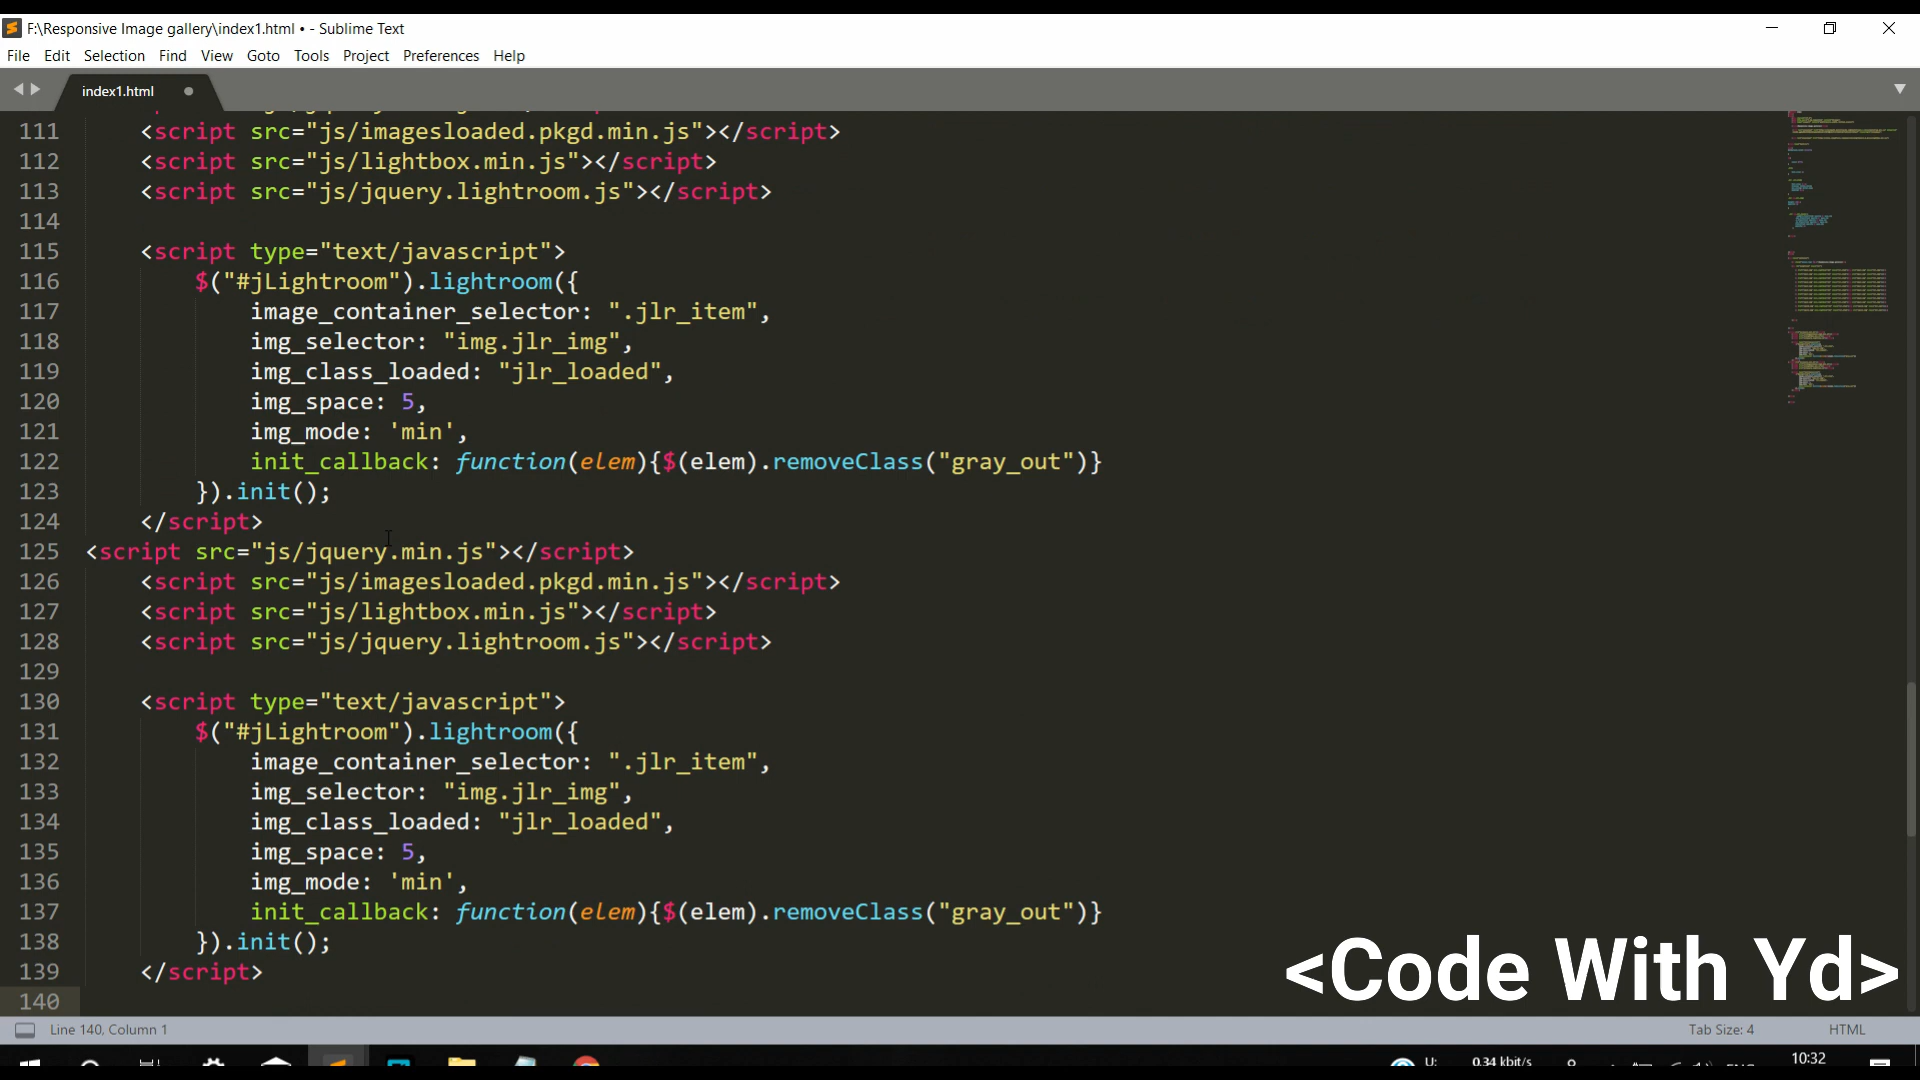 F:\Responsive Image gallery\index1.html • - Sublime Text
File Edit Selection Find View Goto Tools Project Preferences Help
index1.html
111 <script src="js/imagesloaded.pkgd.min.js"></script>
112 <script src="js/lightbox.min.js"></script>
113 <script src="js/jquery.lightroom.js"></script>
114
115 <script type="text/javascript">
116 $("#jLightroom").lightroom({
117 image_container_selector: ".jlr_item",
118 img_selector: "img.jlr_img",
119 img_class_loaded: "jlr_loaded",
120 img_space: 5,
121 img_mode: 'min',
122 init_callback: function(elem){$(elem).removeClass("gray_out")}
123 }).init();
124 </script>
125 <script src="js/jquery.min.js"></script>
126 <script src="js/imagesloaded.pkgd.min.js"></script>
127 <script src="js/lightbox.min.js"></script>
128 <script src="js/jquery.lightroom.js"></script>
129
130 <script type="text/javascript">
131 $("#jLightroom").lightroom({
132 image_container_selector: ".jlr_item",
133 img_selector: "img.jlr_img",
134 img_class_loaded: "jlr_loaded",
135 img_space: 5,
136 img_mode: 'min',
137 init_callback: function(elem){$(elem).removeClass("gray_out")}
138 }).init();
139 </script>
140
<Code With Yd>
Line 140, Column 1 Tab Size: 4 HTML
U: 0.34 kbit/s 10:32